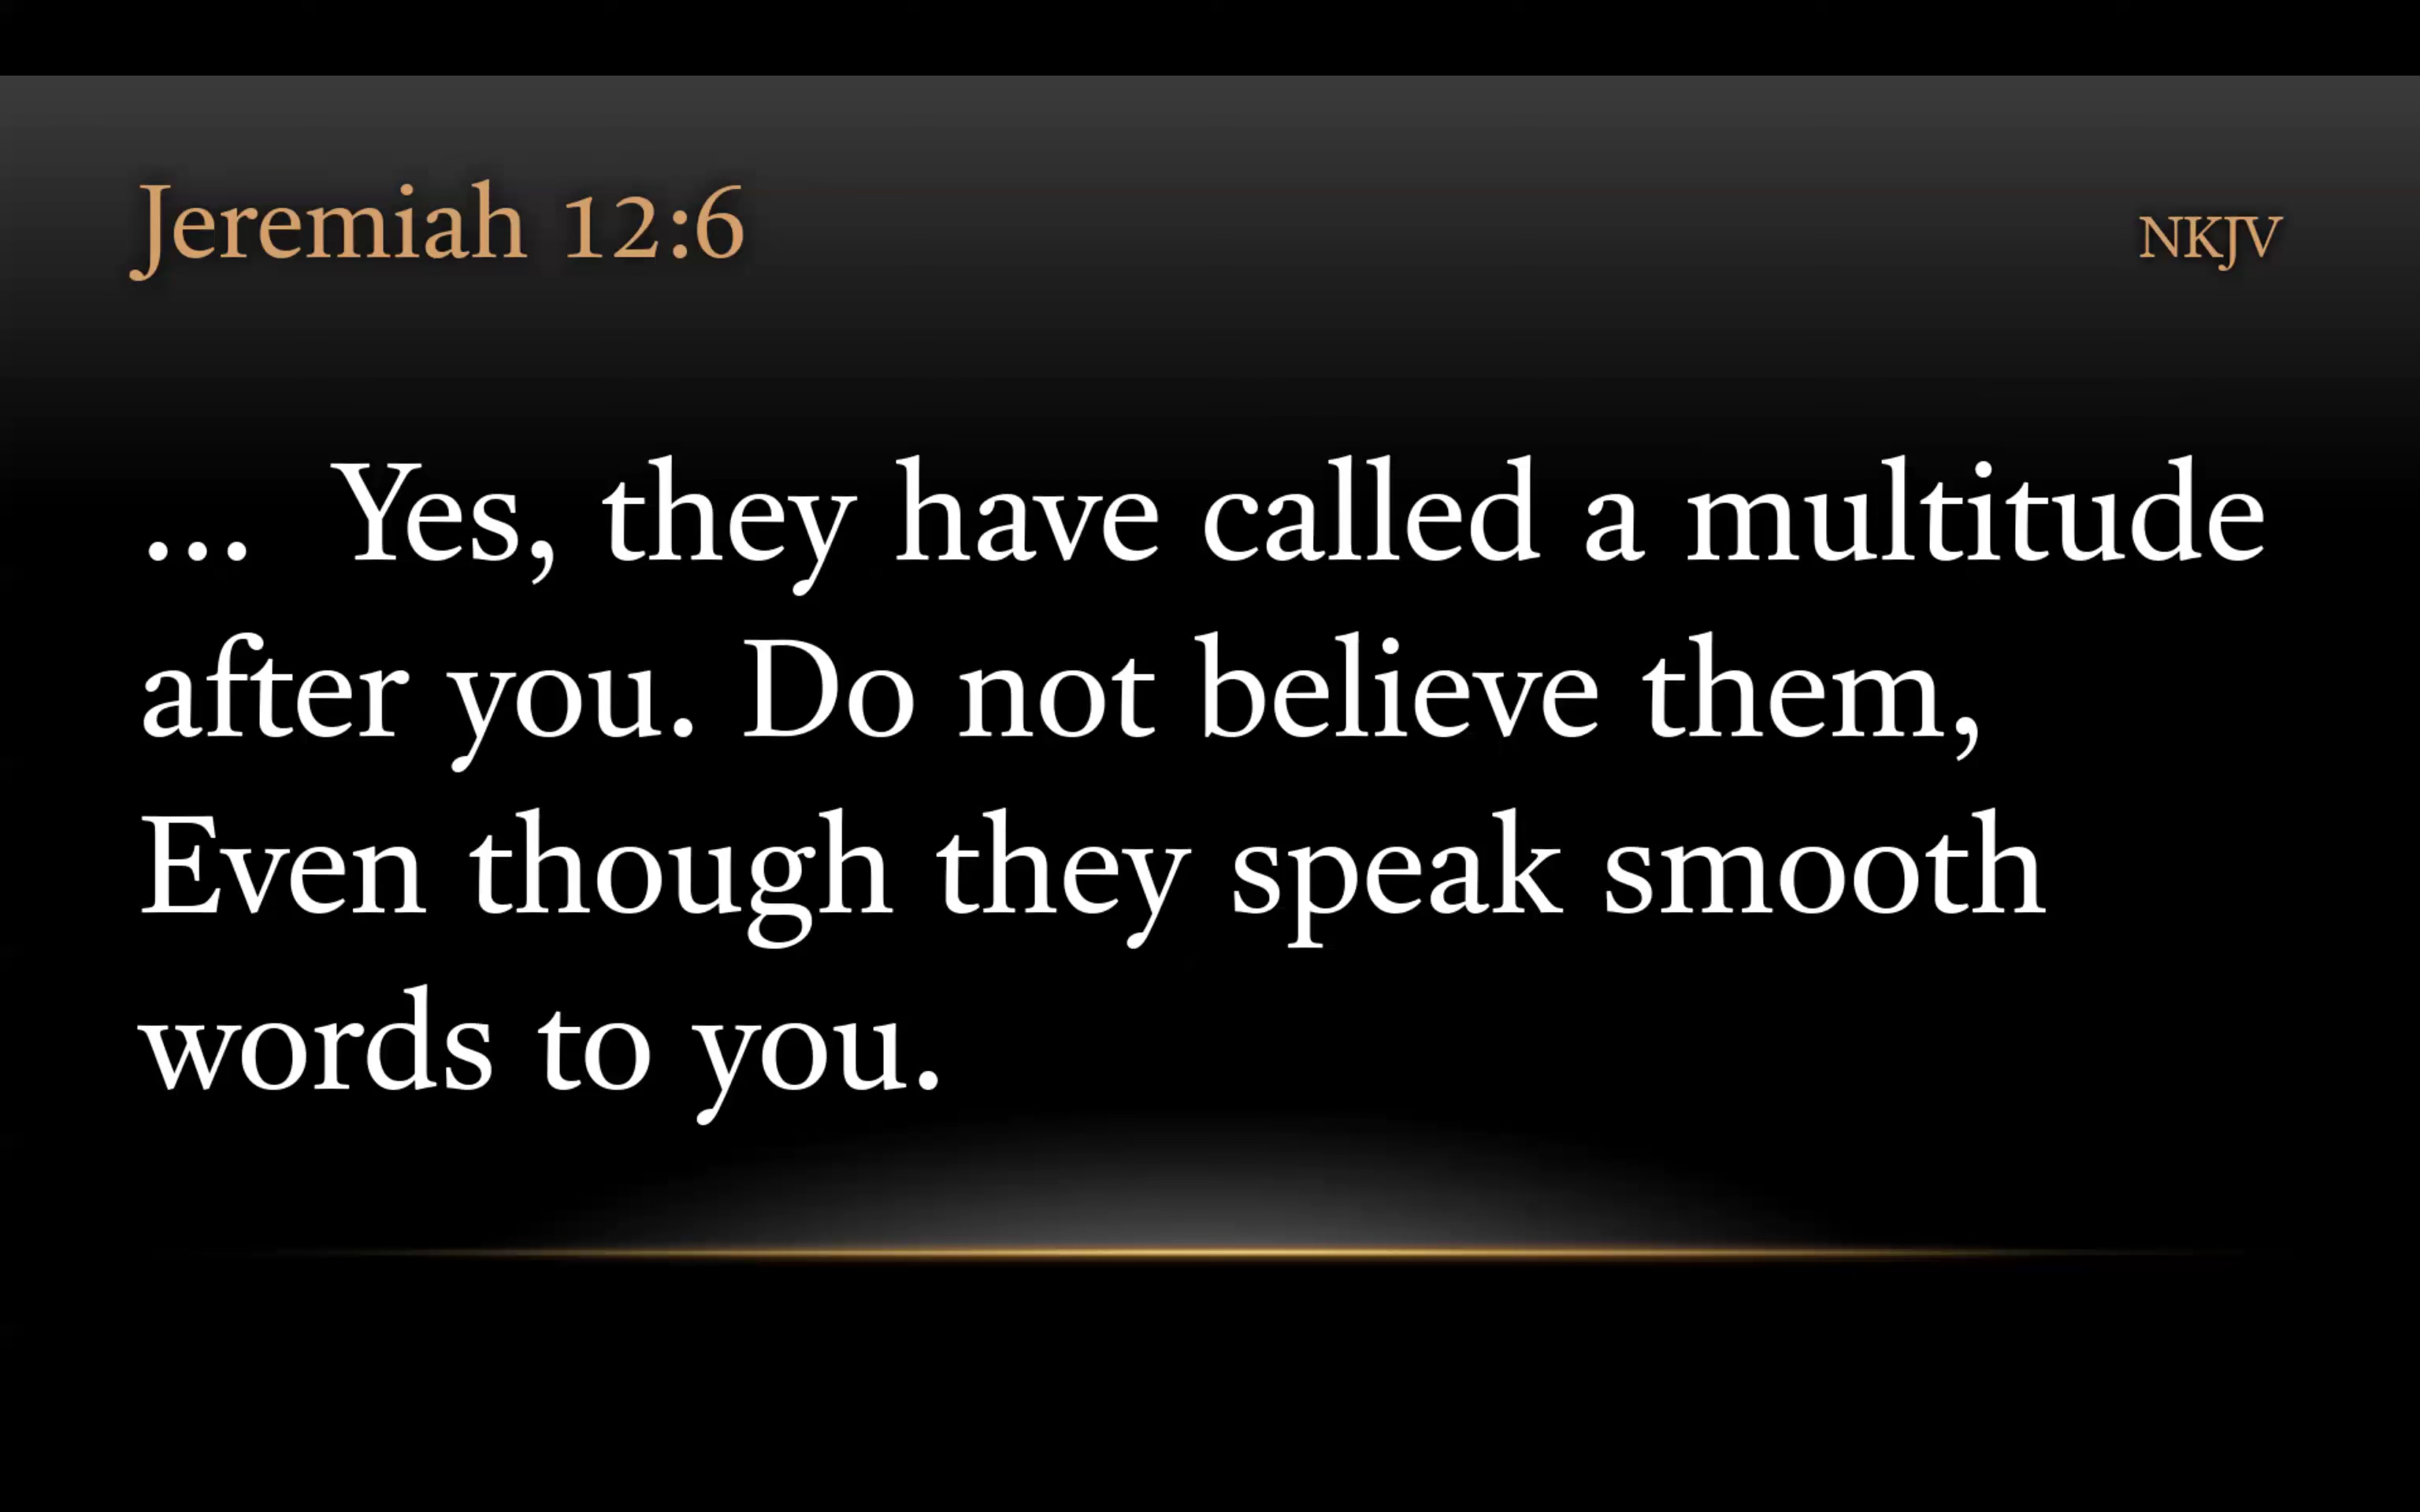 Jeremiah 12:6
NKJV
... Yes, they have called a multitude
after you. Do not believe them,
Even though they speak smooth
words to you.